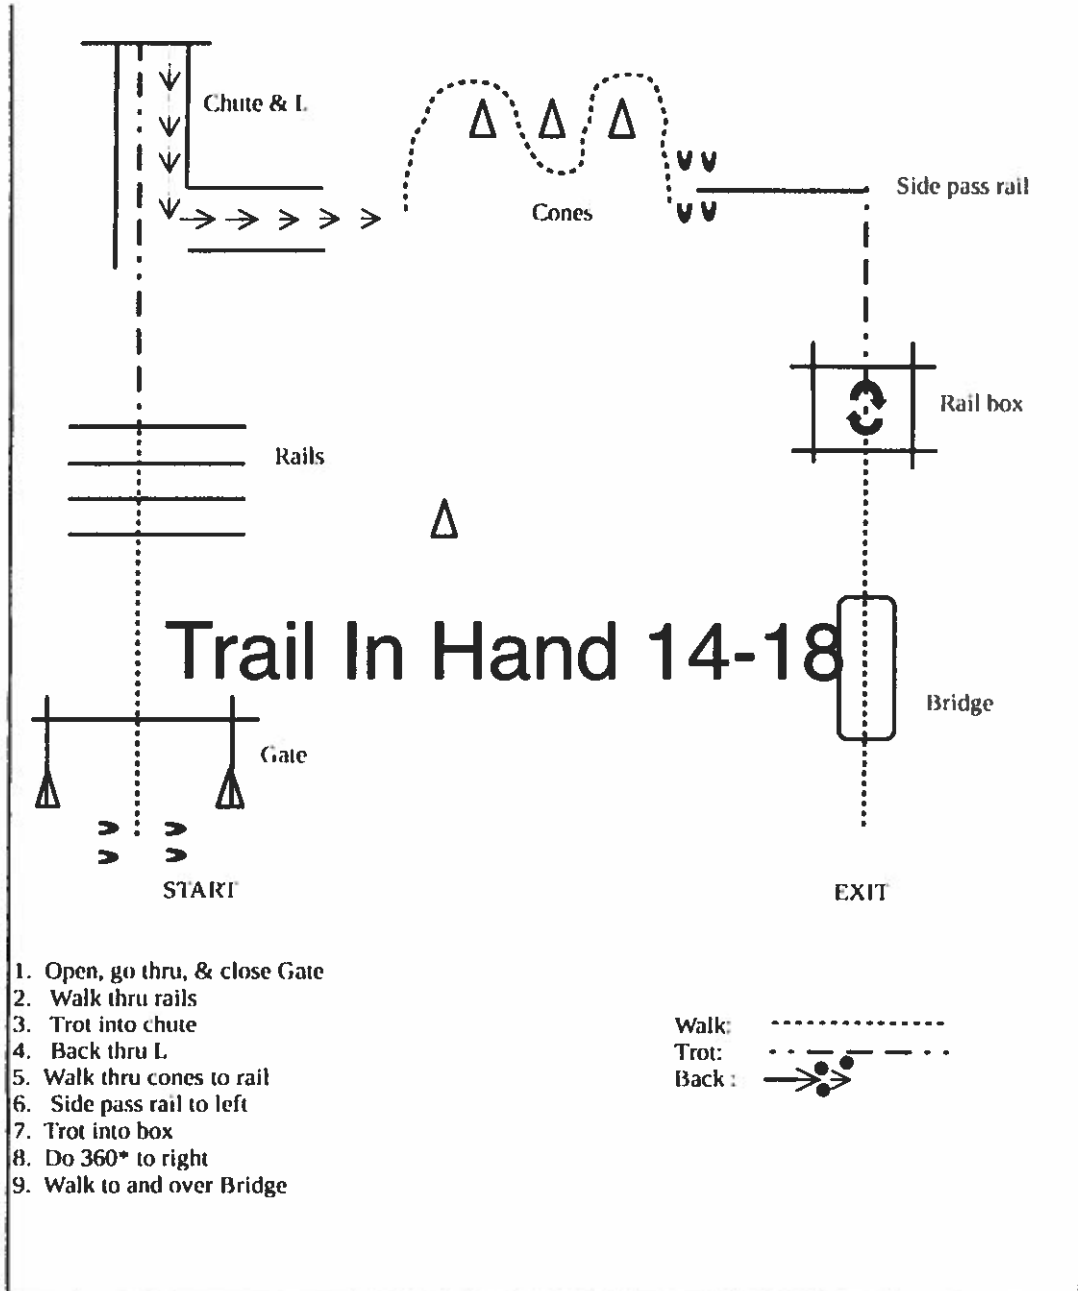 Chute & L
Cones
Side pass rail
Rail box
Rails
Trail In Hand 14-18
Bridge
Gate
START
EXIT
1. Open, go thru, & close Gate
2. Walk thru rails
3. Trot into chute
4. Back thru L
5. Walk thru cones to rail
6. Side pass rail to left
7. Trot into box
8. Do 360* to right
9. Walk to and over Bridge
Walk:
Trot:
Back :